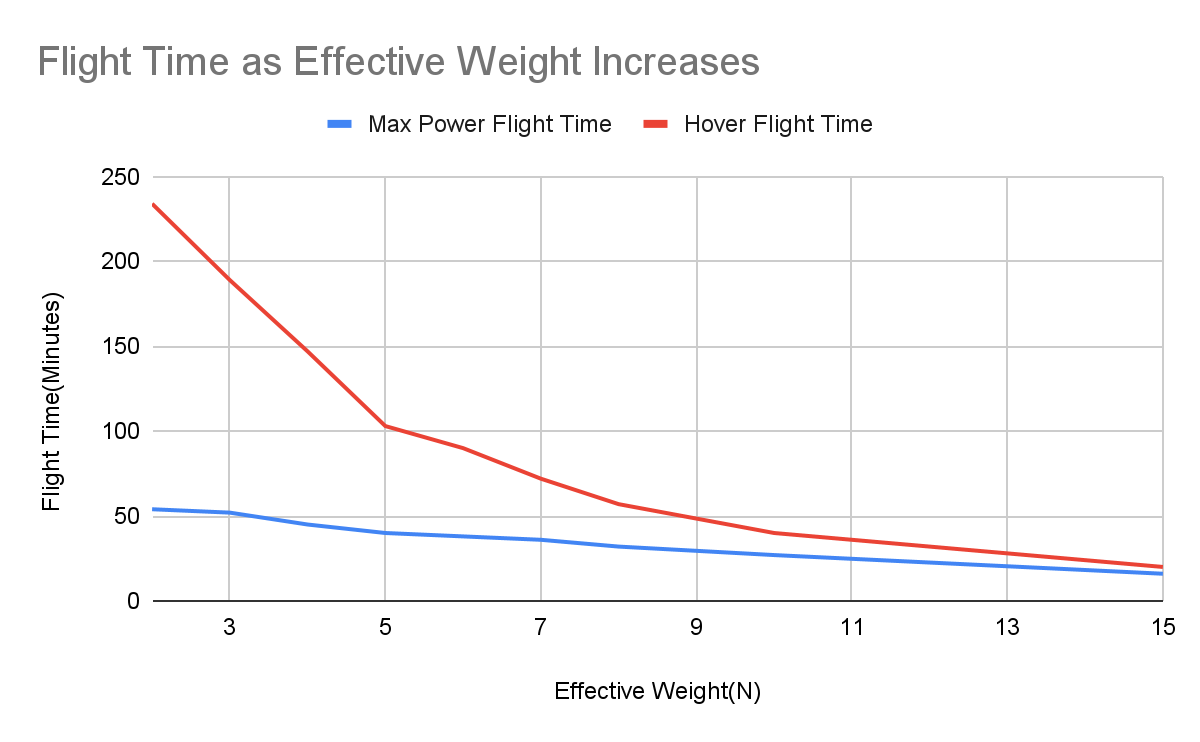 Flight Time as Effective Weight Increases
Max Power Flight Time
Hover Flight Time
250
200
150
100
50
0
Flight Time(Minutes)
3 5 7 9 11 13 15
Effective Weight(N)